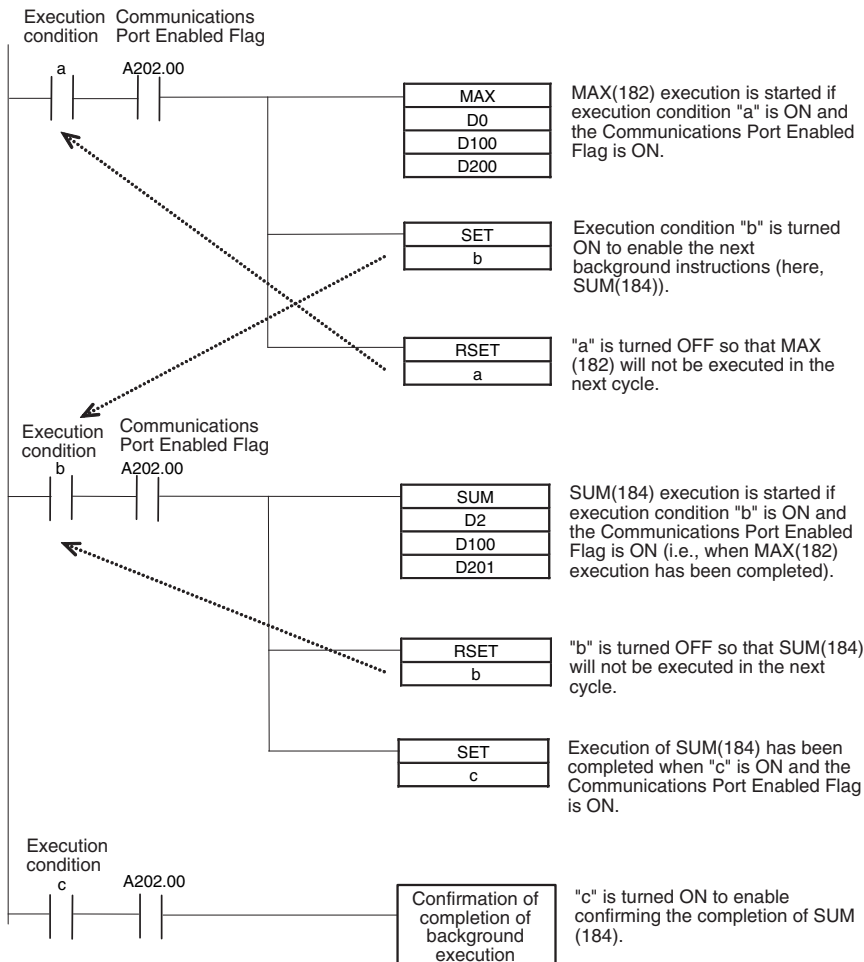 Execution
condition
Communications
Port Enabled Flag
a
A202.00
MAX
D0
D100
D200
MAX(182) execution is started if
execution condition "a" is ON and
the Communications Port Enabled
Flag is ON.
SET
b
Execution condition "b" is turned
ON to enable the next
background instructions (here,
SUM(184)).
RSET
a
"a" is turned OFF so that MAX
(182) will not be executed in the
next cycle.
Execution
condition
Communications
Port Enabled Flag
b
A202.00
SUM
D2
D100
D201
SUM(184) execution is started if
execution condition "b" is ON and
the Communications Port Enabled
Flag is ON (i.e., when MAX(182)
execution has been completed).
RSET
b
"b" is turned OFF so that SUM(184)
will not be executed in the next
cycle.
SET
c
Execution of SUM(184) has been
completed when "c" is ON and the
Communications Port Enabled Flag
is ON.
Execution
condition
c
A202.00
Confirmation of
completion of
background
execution
"c" is turned ON to enable
confirming the completion of SUM
(184).